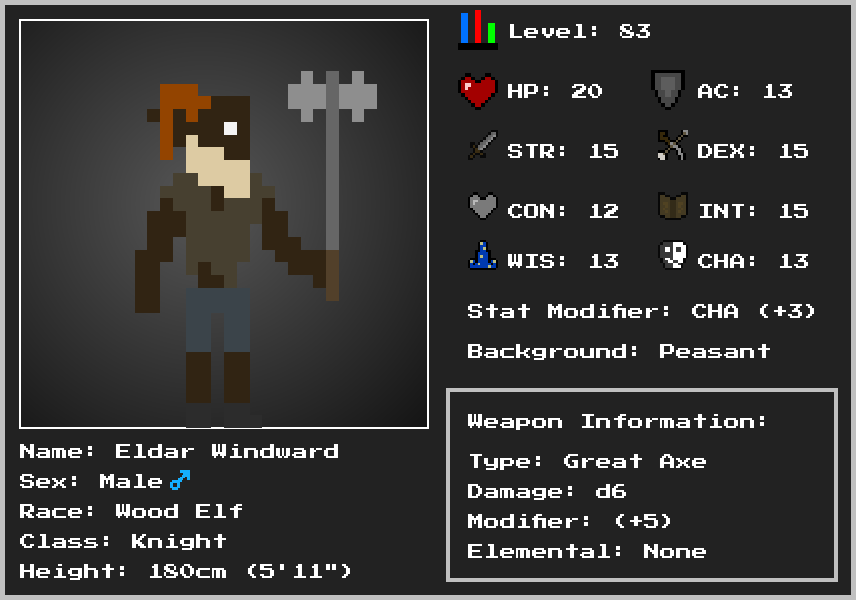 Level: 83
HP: 20
AC: 13
STR: 15
DEX: 15
CON: 12
INT: 15
WIS: 13
CHA: 13
Stat Modifier: CHA (+3)
Background: Peasant
Weapon Information:
Type: Great Axe
Damage: d6
Modifier: (+5)
Elemental: None
Name: Eldar Windward
Sex: Male♂
Race: Wood Elf
Class: Knight
Height: 180cm (5'11")